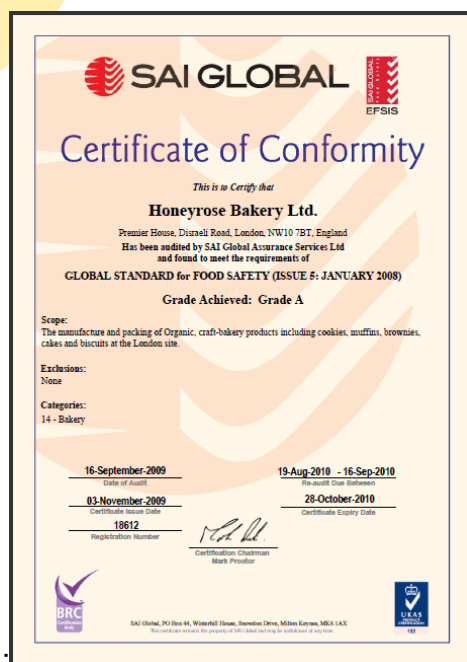 SAI GLOBAL
SAI GLOBAL
Food Safety
EFSIS
Certificate of Conformity
This is to Certify that
Honeyrose Bakery Ltd.
Premier House, Disraeli Road, London, NW10 7BT, England
Has been audited by SAI Global Assurance Services Ltd
and found to meet the requirements of
GLOBAL STANDARD for FOOD SAFETY (ISSUE 5: JANUARY 2008)
Grade Achieved: Grade A
Scope:
The manufacture and packing of Organic, craft-bakery products including cookies, muffins, brownies,
cakes and biscuits at the London site.
Exclusions:
None
Categories:
14 - Bakery
16-September-2009
Date of Audit
19-Aug-2010 - 16-Sep-2010
Re-audit Due Between
03-November-2009
Certificate Issue Date
28-October-2010
Certificate Expiry Date
18612
Registration Number
Certification Chairman
Mark Proctor
BRC
Certification
Body
UKAS
PRODUCT
CERTIFICATION
132
SAI Global, PO Box 44, Winterhill House, Snowdon Drive, Milton Keynes, MK6 1AX
This certificate remains the property of SAI Global and may be withdrawn at any time.